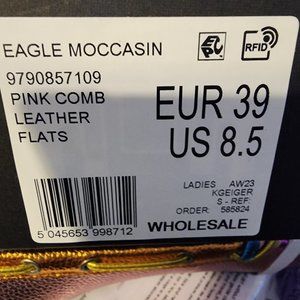 EAGLE MOCCASIN
RFID
9790857109
PINK COMB
LEATHER
FLATS
EUR 39
US 8.5
LADIES AW23
KGEIGER
S - REF:
ORDER: 585824
5 045653 998712
WHOLESALE